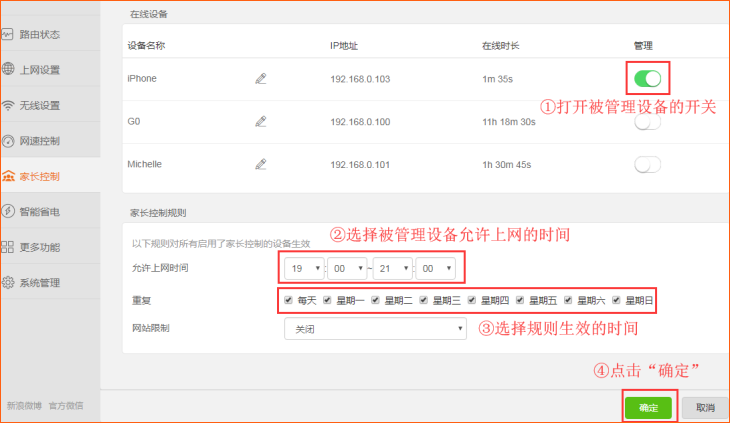 在线设备
路由状态
上网设置
无线设置
网速控制
家长控制
智能省电
更多功能
系统管理
新浪微博 官方微信
设备名称 IP地址 在线时长 管理
iPhone 192.168.0.103 1m 35s
①打开被管理设备的开关
G0 192.168.0.100 11h 18m 30s
Michelle 192.168.0.101 1h 30m 45s
家长控制规则
②选择被管理设备允许上网的时间
以下规则对所有启用了家长控制的设备生效
允许上网时间 19 : 00 ~ 21 : 00
重复 每天 星期一 星期二 星期三 星期四 星期五 星期六 星期日
网站限制 关闭
③选择规则生效的时间
④点击“确定”
确定 取消